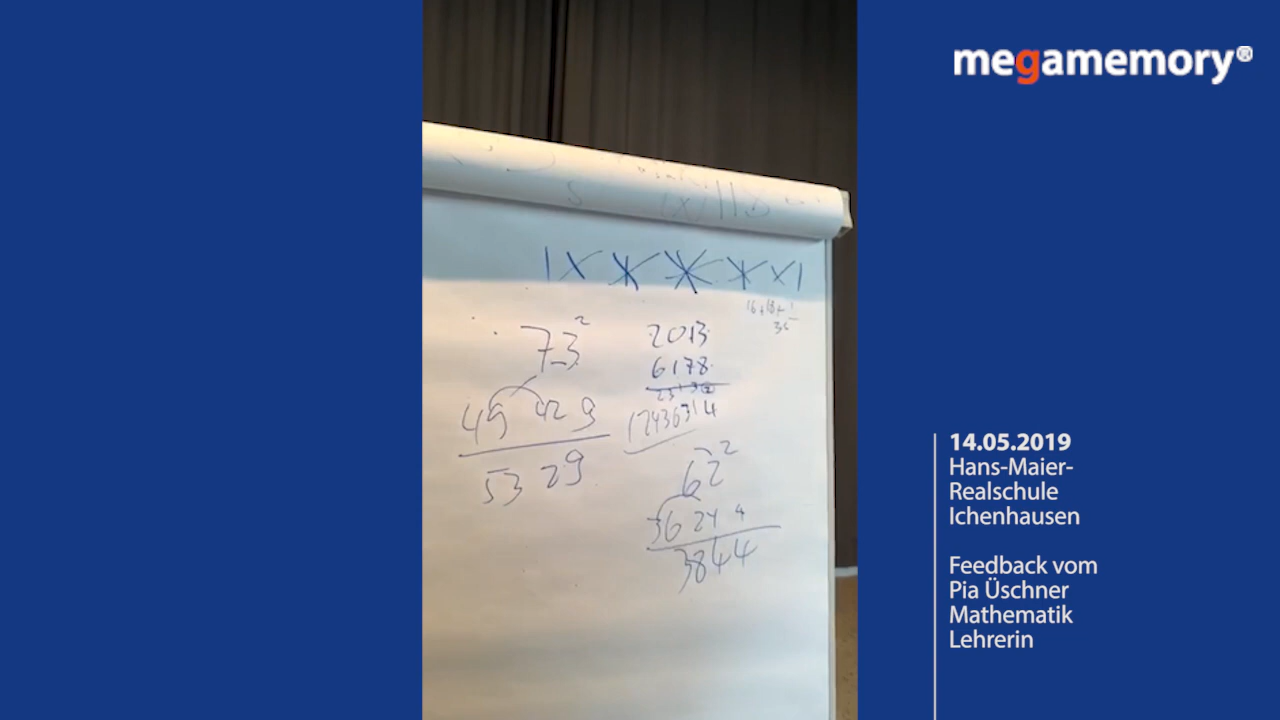 megamemory®
73²
49 42 9
5329
2013
6178
12436314
62²
36 24 4
3844
14.05.2019
Hans-Maier-
Realschule
Ichenhausen
Feedback vom
Pia Üschner
Mathematik
Lehrerin